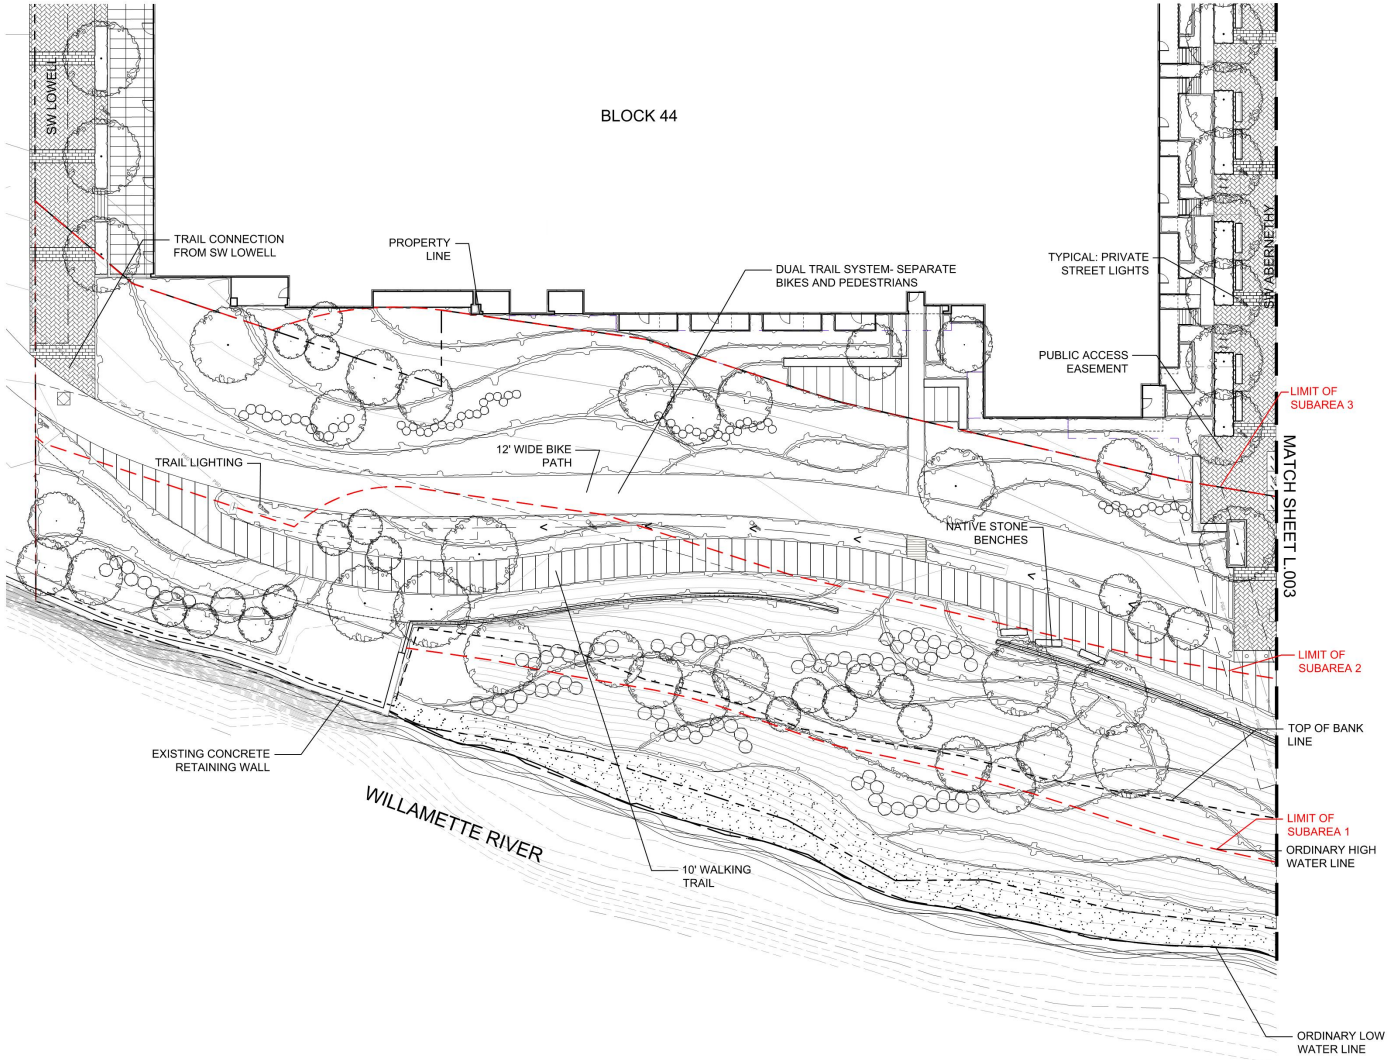 SW LOWELL
BLOCK 44
TRAIL CONNECTION
FROM SW LOWELL
PROPERTY
LINE
DUAL TRAIL SYSTEM- SEPARATE
BIKES AND PEDESTRIANS
TYPICAL: PRIVATE
STREET LIGHTS
SW ABERNETHY
PUBLIC ACCESS
EASEMENT
LIMIT OF
SUBAREA 3
MATCH SHEET L.003
12' WIDE BIKE
PATH
TRAIL LIGHTING
NATIVE STONE
BENCHES
LIMIT OF
SUBAREA 2
TOP OF BANK
LINE
EXISTING CONCRETE
RETAINING WALL
WILLAMETTE RIVER
LIMIT OF
SUBAREA 1
ORDINARY HIGH
WATER LINE
10' WALKING
TRAIL
ORDINARY LOW
WATER LINE